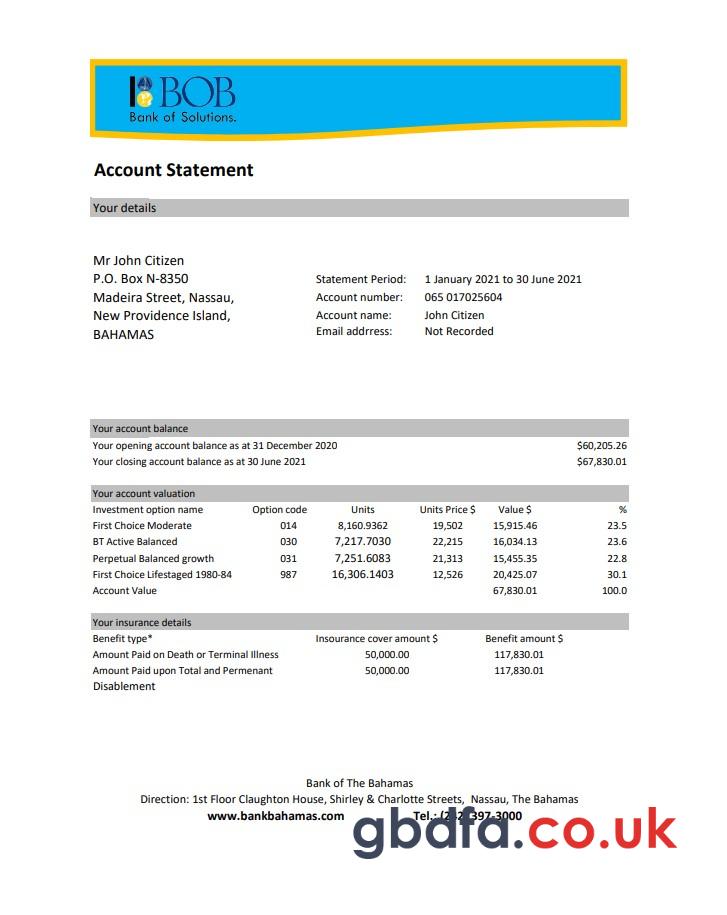 BOB
Bank of Solutions.
Account Statement
Your details
Mr John Citizen
P.O. Box N-8350
Madeira Street, Nassau,
New Providence Island,
BAHAMAS
Statement Period: 1 January 2021 to 30 June 2021
Account number: 065 017025604
Account name: John Citizen
Email addrress: Not Recorded
Your account balance
Your opening account balance as at 31 December 2020 $60,205.26
Your closing account balance as at 30 June 2021 $67,830.01
Your account valuation
Investment option name Option code Units Units Price $ Value $ %
First Choice Moderate 014 8,160.9362 19,502 15,915.46 23.5
BT Active Balanced 030 7,217.7030 22,215 16,034.13 23.6
Perpetual Balanced growth 031 7,251.6083 21,313 15,455.35 22.8
First Choice Lifestaged 1980-84 987 16,306.1403 12,526 20,425.07 30.1
Account Value 67,830.01 100.0
Your insurance details
Benefit type* Insourance cover amount $ Benefit amount $
Amount Paid on Death or Terminal Illness 50,000.00 117,830.01
Amount Paid upon Total and Permenant 50,000.00 117,830.01
Disablement
Bank of The Bahamas
Direction: 1st Floor Claughton House, Shirley & Charlotte Streets, Nassau, The Bahamas
www.bankbahamas.com Tel.: (242) 397-3000
gbdfa.co.uk